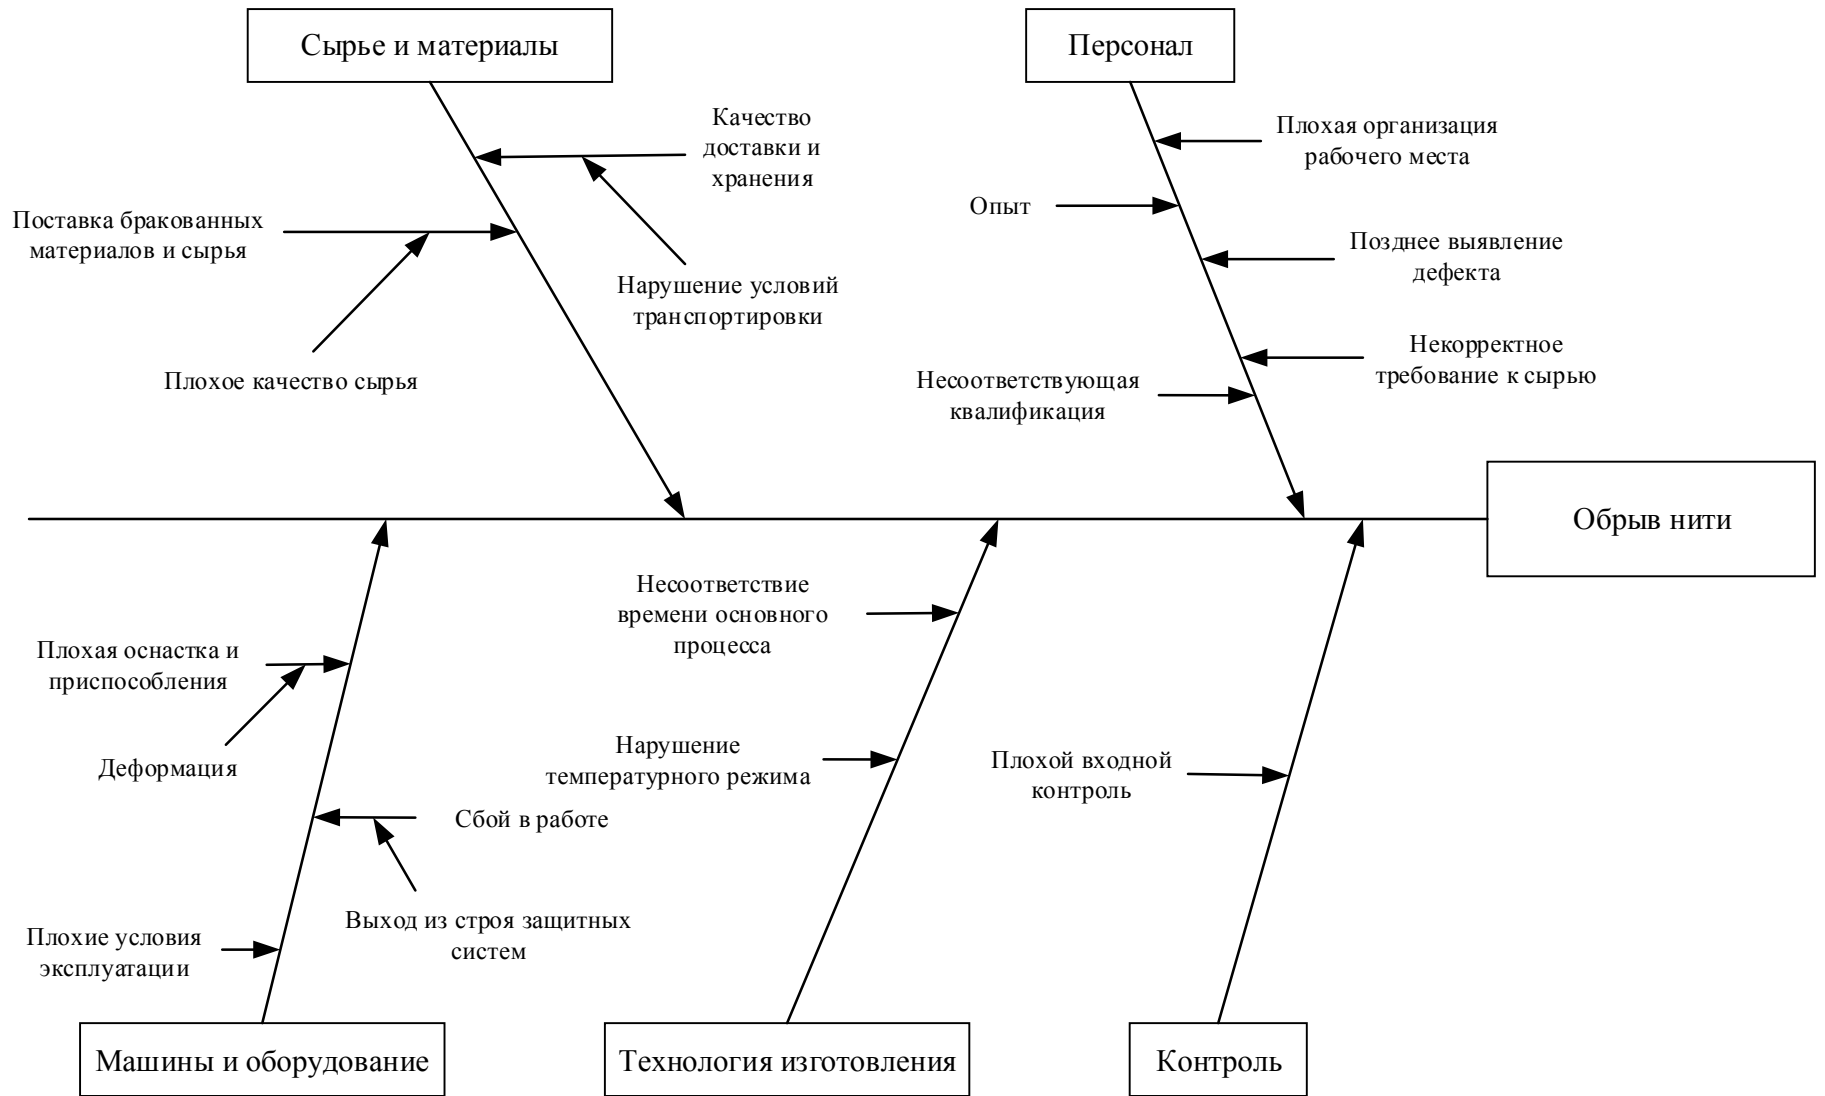 Сырье и материалы
Персонал
Качество
доставки и
хранения
Плохая организация
рабочего места
Опыт
Поставка бракованных
материалов и сырья
Позднее выявление
дефекта
Нарушение условий
транспортировки
Плохое качество сырья
Некорректное
требование к сырью
Несоответствующая
квалификация
Обрыв нити
Несоответствие
времени основного
процесса
Плохая оснастка и
приспособления
Деформация
Нарушение
температурного режима
Плохой входной
контроль
Сбой в работе
Выход из строя защитных
систем
Плохие условия
эксплуатации
Машины и оборудование
Технология изготовления
Контроль